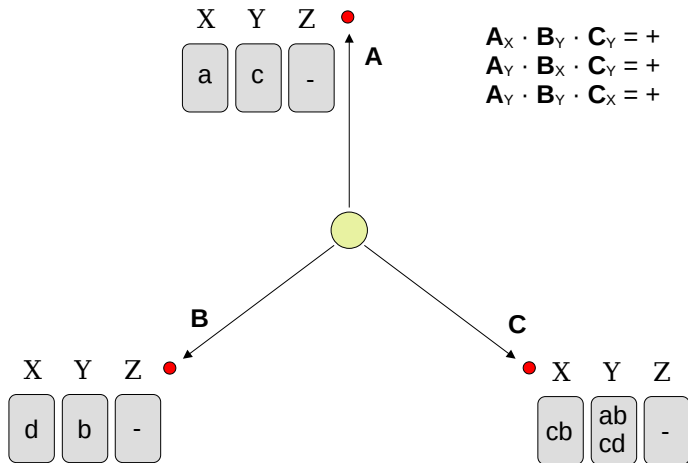 X Y Z
a c -
A
A_X · B_Y · C_Y = +
A_Y · B_X · C_Y = +
A_Y · B_Y · C_X = +
B
C
X Y Z
d b -
X Y Z
cb ab cd -